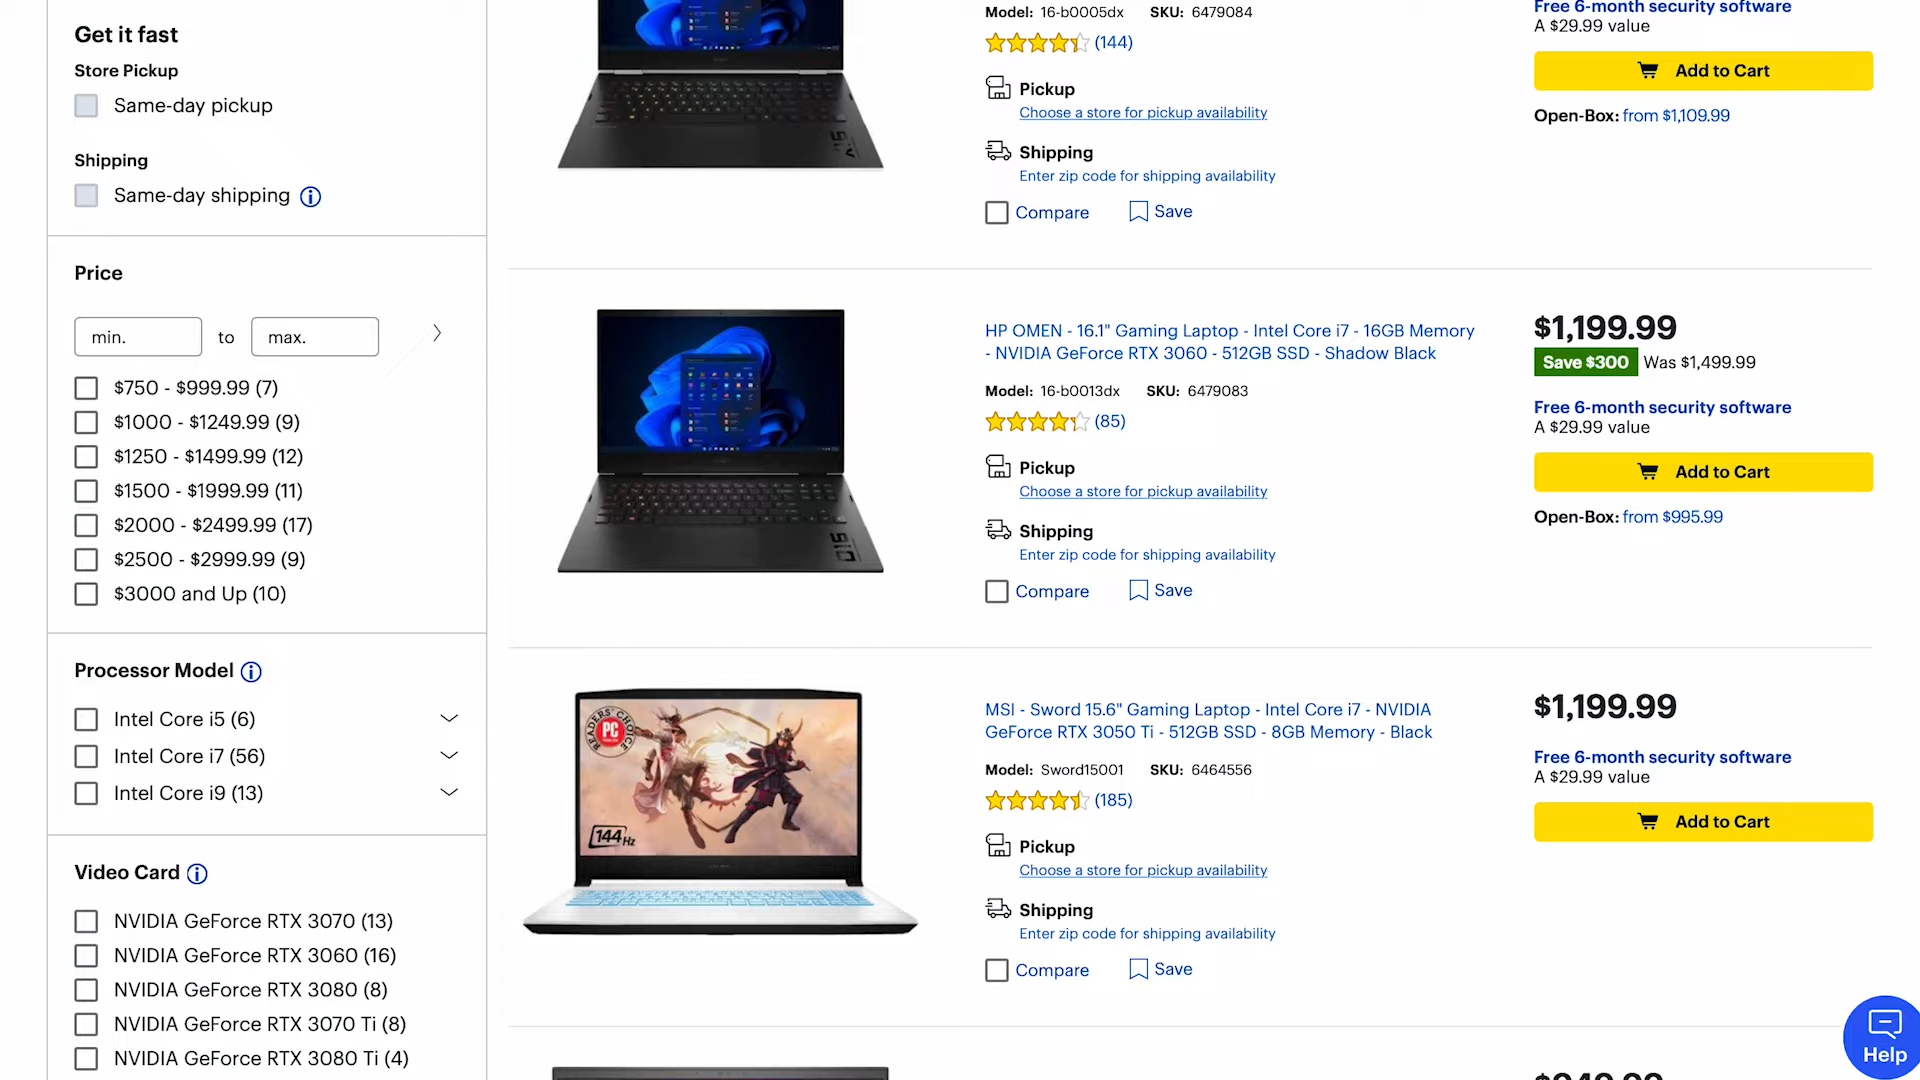 Get it fast
Store Pickup
Same-day pickup
Shipping
Same-day shipping
Price
min. to max.
$750 - $999.99 (7)
$1000 - $1249.99 (9)
$1250 - $1499.99 (12)
$1500 - $1999.99 (11)
$2000 - $2499.99 (17)
$2500 - $2999.99 (9)
$3000 and Up (10)
Processor Model
Intel Core i5 (6)
Intel Core i7 (56)
Intel Core i9 (13)
Video Card
NVIDIA GeForce RTX 3070 (13)
NVIDIA GeForce RTX 3060 (16)
NVIDIA GeForce RTX 3080 (8)
NVIDIA GeForce RTX 3070 Ti (8)
NVIDIA GeForce RTX 3080 Ti (4)
Model: 16-b0005dx SKU: 6479084
(144)
Pickup
Choose a store for pickup availability
Shipping
Enter zip code for shipping availability
Compare Save
Free 6-month security software
A $29.99 value
Add to Cart
Open-Box: from $1,109.99
HP OMEN - 16.1" Gaming Laptop - Intel Core i7 - 16GB Memory
- NVIDIA GeForce RTX 3060 - 512GB SSD - Shadow Black
Model: 16-b0013dx SKU: 6479083
(85)
Pickup
Choose a store for pickup availability
Shipping
Enter zip code for shipping availability
Compare Save
$1,199.99
Save $300 Was $1,499.99
Free 6-month security software
A $29.99 value
Add to Cart
Open-Box: from $995.99
READERS' CHOICE
PC
144Hz
MSI - Sword 15.6" Gaming Laptop - Intel Core i7 - NVIDIA
GeForce RTX 3050 Ti - 512GB SSD - 8GB Memory - Black
Model: Sword15001 SKU: 6464556
(185)
Pickup
Choose a store for pickup availability
Shipping
Enter zip code for shipping availability
Compare Save
$1,199.99
Free 6-month security software
A $29.99 value
Add to Cart
Help